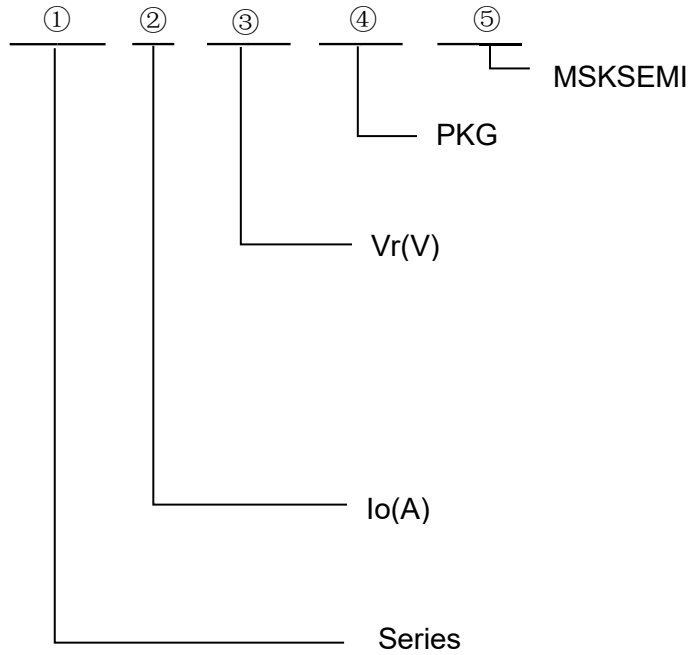 ① ② ③ ④ ⑤
MSKSEMI
PKG
Vr(V)
Io(A)
Series